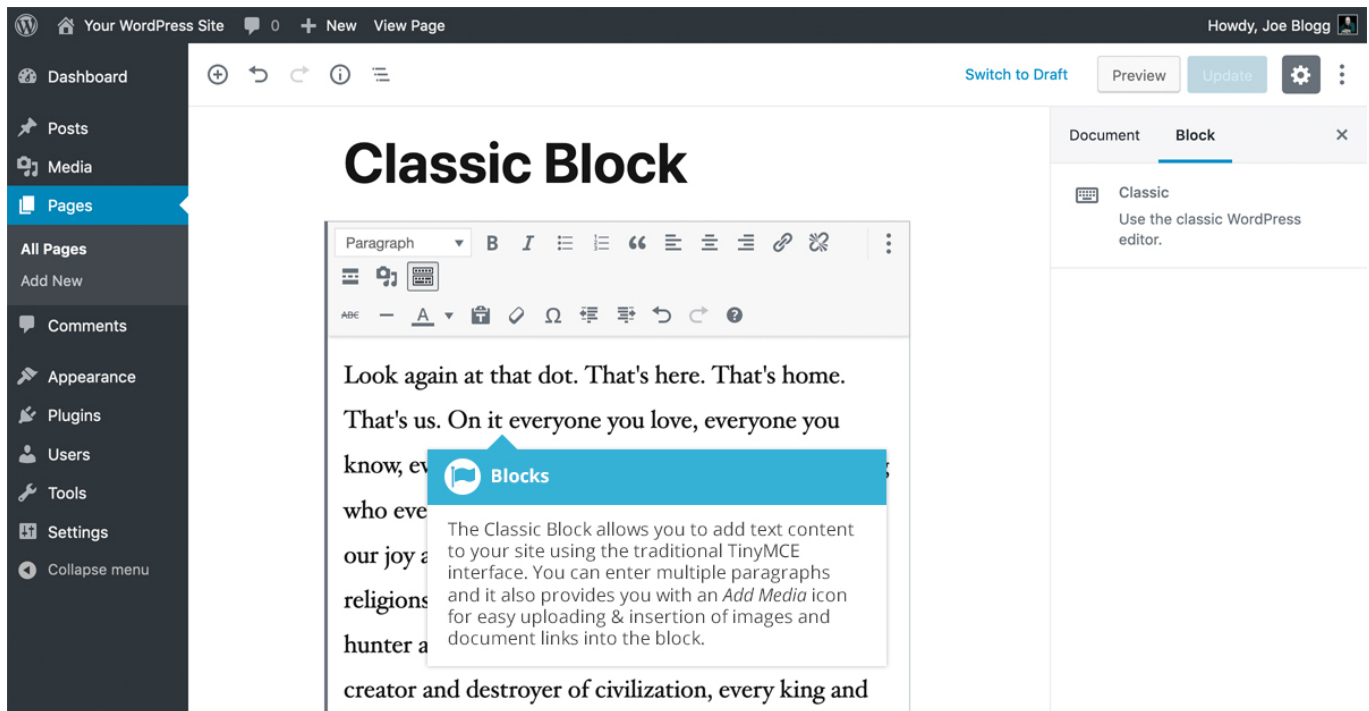 Your WordPress Site 0 New View Page Howdy, Joe Blogg
Dashboard
Posts
Media
Pages
All Pages
Add New
Comments
Appearance
Plugins
Users
Tools
Settings
Collapse menu
Switch to Draft Preview Update
Classic Block
Paragraph B I
ABC A Ω
Look again at that dot. That's here. That's home.
That's us. On it everyone you love, everyone you
know, ev
who eve
our joy a
religions
hunter a
creator and destroyer of civilization, every king and
Blocks
The Classic Block allows you to add text content
to your site using the traditional TinyMCE
interface. You can enter multiple paragraphs
and it also provides you with an Add Media icon
for easy uploading & insertion of images and
document links into the block.
Document Block
Classic
Use the classic WordPress
editor.